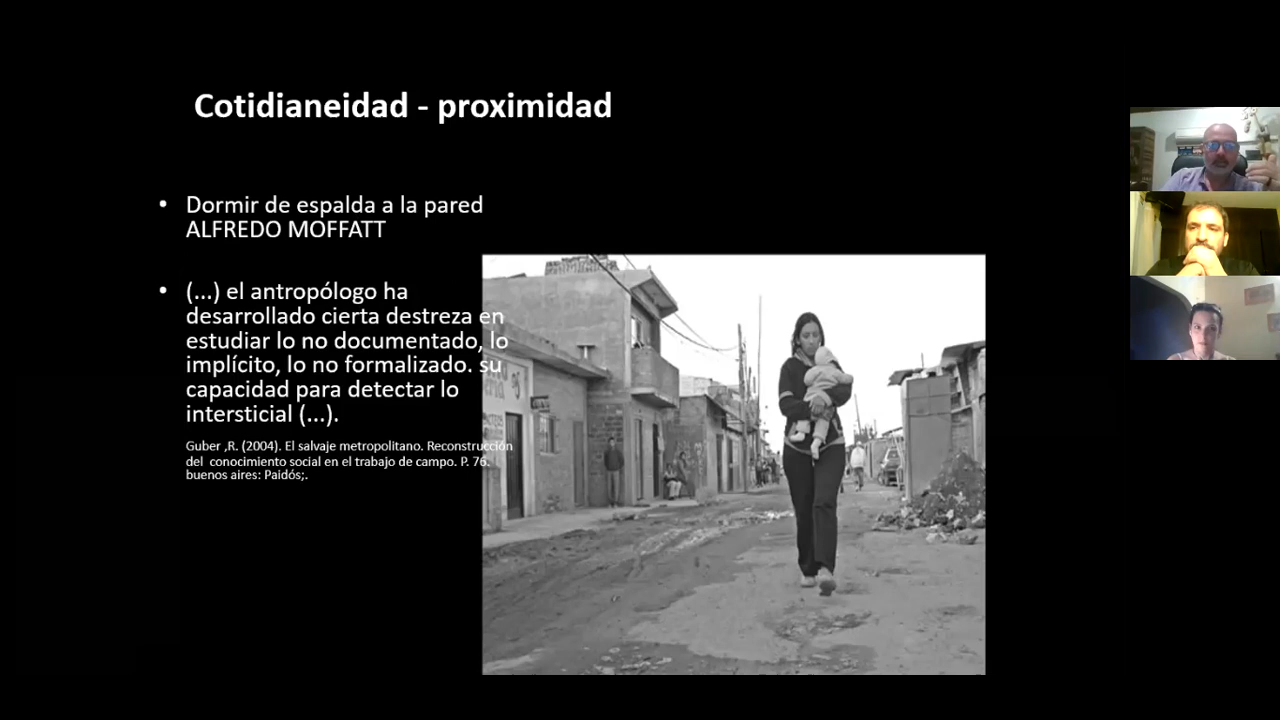 Cotidianeidad - proximidad
• Dormir de espalda a la pared
ALFREDO MOFFATT
• (...) el antropólogo ha
desarrollado cierta destreza en
estudiar lo no documentado, lo
implícito, lo no formalizado. su
capacidad para detectar lo
intersticial (...).
Guber ,R. (2004). El salvaje metropolitano. Reconstrucción
del conocimiento social en el trabajo de campo. P. 76.
buenos aires: Paidós;.